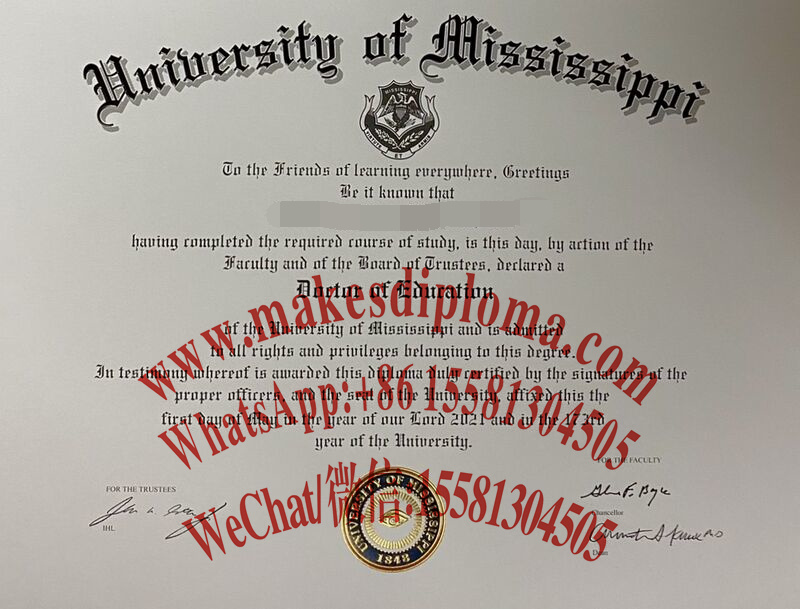 University of Mississippi
MISSISSIPPI
ET
To the Friends of learning everywhere, Greetings
Be it known that
having completed the required course of study, is this day, by action of the
Faculty and of the Board of Trustees, declared a
Doctor of Education
of the University of Mississippi and is admitted
to all rights and privileges belonging to this degree.
In testimony whereof is awarded this diploma duly certified by the signatures of the
proper officers, and the seal of the University, affixed this the
first day of May in the year of our Lord 2021 and in the 173rd
year of the University.
www.makesdiploma.com
WhatsApp:+86 15581304505
WeChat/微信:15581304505
FOR THE TRUSTEES
IHL
UNIVERSITY OF MISSISSIPPI
1848
FOR THE FACULTY
Chancellor
Dean